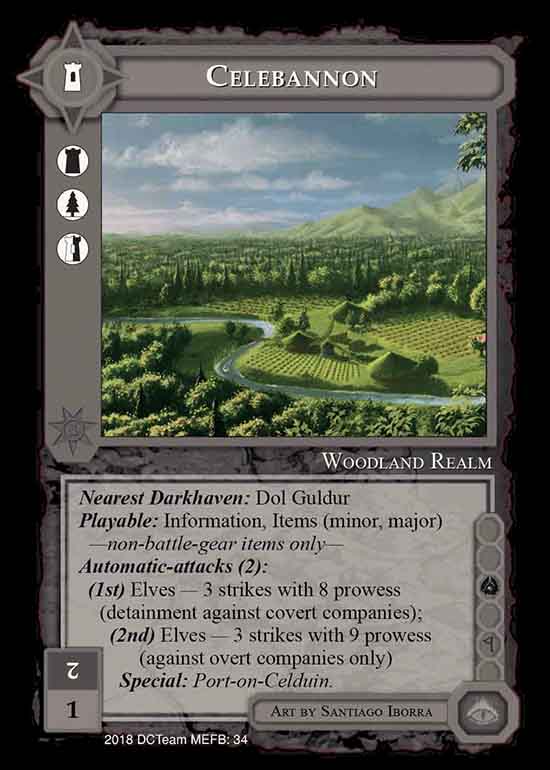 CELEBANNON
WOODLAND REALM
Nearest Darkhaven: Dol Guldur
Playable: Information, Items (minor, major)
—non-battle-gear items only—
Automatic-attacks (2):
(1st) Elves — 3 strikes with 8 prowess
(detainment against covert companies);
(2nd) Elves — 3 strikes with 9 prowess
(against overt companies only)
Special: Port-on-Celduin.
2
1
ART BY SANTIAGO IBORRA
2018 DCTeam MEFB: 34